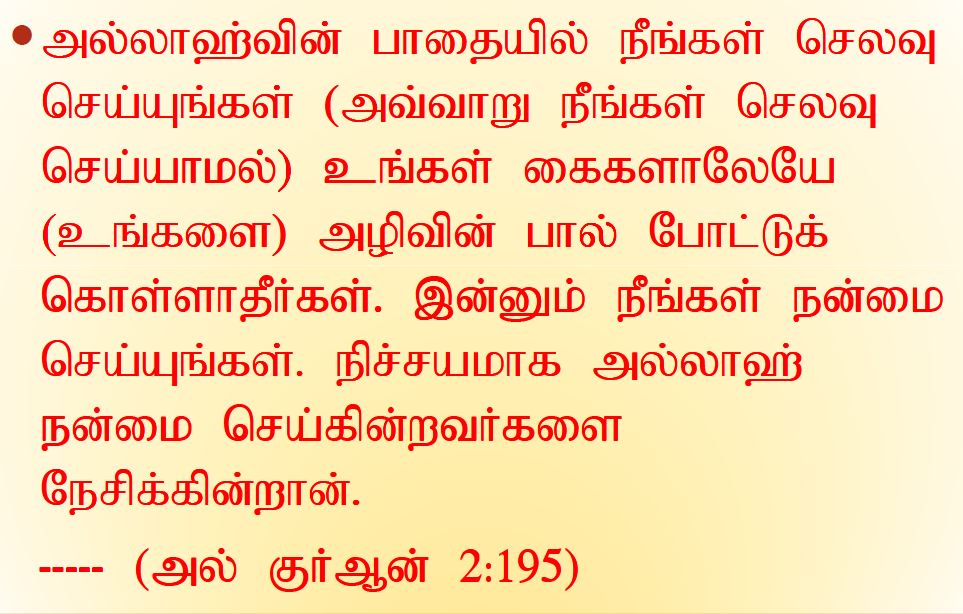 • அல்லாஹ்வின் பாதையில் நீங்கள் செலவு
செய்யுங்கள் (அவ்வாறு நீங்கள் செலவு
செய்யாமல்) உங்கள் கைகளாலேயே
(உங்களை) அழிவின் பால் போட்டுக்
கொள்ளாதீர்கள். இன்னும் நீங்கள் நன்மை
செய்யுங்கள். நிச்சயமாக அல்லாஹ்
நன்மை செய்கின்றவர்களை
நேசிக்கின்றான்.
----- (அல் குர்ஆன் 2:195)